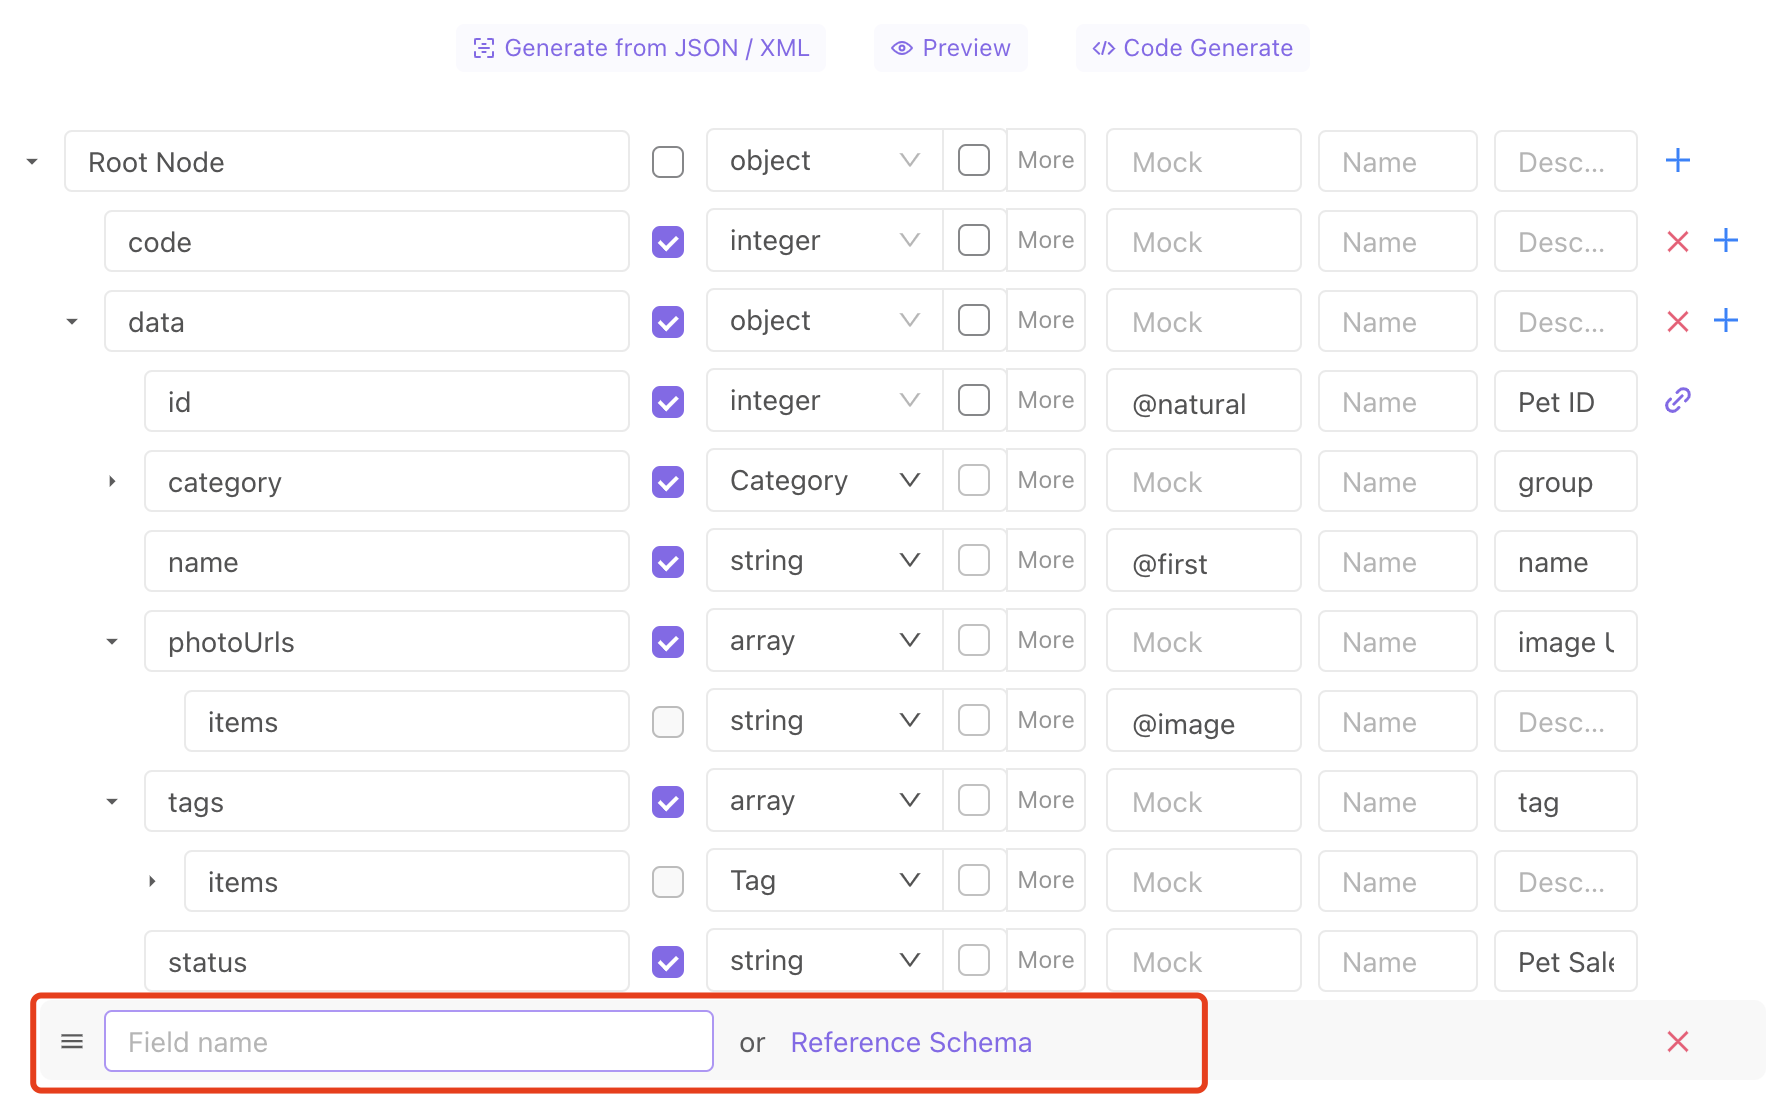 Generate from JSON / XML Preview </> Code Generate
Root Node object More Mock Name Desc...
code integer More Mock Name Desc...
data object More Mock Name Desc...
id integer More @natural Name Pet ID
category Category More Mock Name group
name string More @first Name name
photoUrls array More Mock Name image U
items string More @image Name Desc...
tags array More Mock Name tag
items Tag More Mock Name Desc...
status string More Mock Name Pet Sale
Field name or Reference Schema